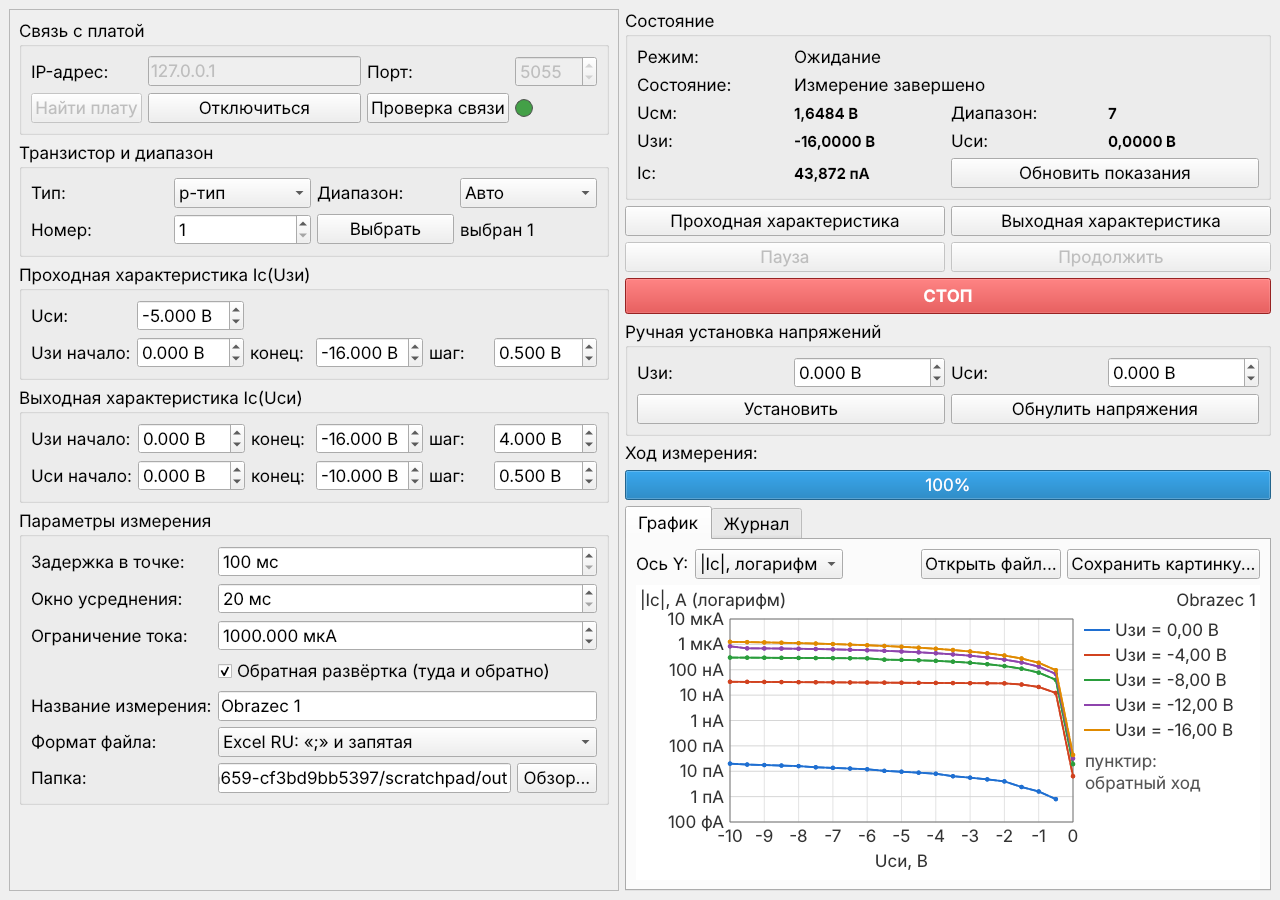 Связь с платой
IP-адрес: 127.0.0.1 Порт: 5055
Найти плату Отключиться Проверка связи
Транзистор и диапазон
Тип: p-тип Диапазон: Авто
Номер: 1 Выбрать выбран 1
Проходная характеристика Iс(Uзи)
Uси: -5.000 В
Uзи начало: 0.000 В конец: -16.000 В шаг: 0.500 В
Выходная характеристика Iс(Uси)
Uзи начало: 0.000 В конец: -16.000 В шаг: 4.000 В
Uси начало: 0.000 В конец: -10.000 В шаг: 0.500 В
Параметры измерения
Задержка в точке: 100 мс
Окно усреднения: 20 мс
Ограничение тока: 1000.000 мкА
Обратная развёртка (туда и обратно)
Название измерения: Obrazec 1
Формат файла: Excel RU: «;» и запятая
Папка: 659-cf3bd9bb5397/scratchpad/out Обзор...
Состояние
Режим: Ожидание
Состояние: Измерение завершено
Uсм: 1,6484 В Диапазон: 7
Uзи: -16,0000 В Uси: 0,0000 В
Iс: 43,872 пА Обновить показания
Проходная характеристика Выходная характеристика
Пауза Продолжить
СТОП
Ручная установка напряжений
Uзи: 0.000 В Uси: 0.000 В
Установить Обнулить напряжения
Ход измерения:
100%
График Журнал
Ось Y: |Iс|, логарифм Открыть файл... Сохранить картинку...
|Iс|, А (логарифм) Obrazec 1
10 мкА
1 мкА
100 нА
10 нА
1 нА
100 пА
10 пА
1 пА
100 фА
-10 -9 -8 -7 -6 -5 -4 -3 -2 -1 0
Uси, В
Uзи = 0,00 В
Uзи = -4,00 В
Uзи = -8,00 В
Uзи = -12,00 В
Uзи = -16,00 В
пунктир:
обратный ход